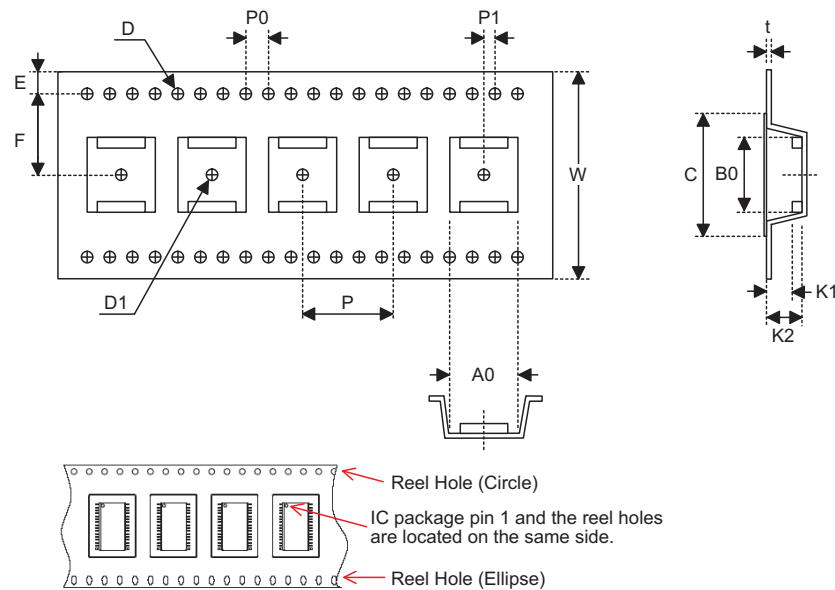 D
P0
P1
t
E
F
W
C
B0
D1
P
K1
K2
A0
Reel Hole (Circle)
IC package pin 1 and the reel holes
are located on the same side.
Reel Hole (Ellipse)